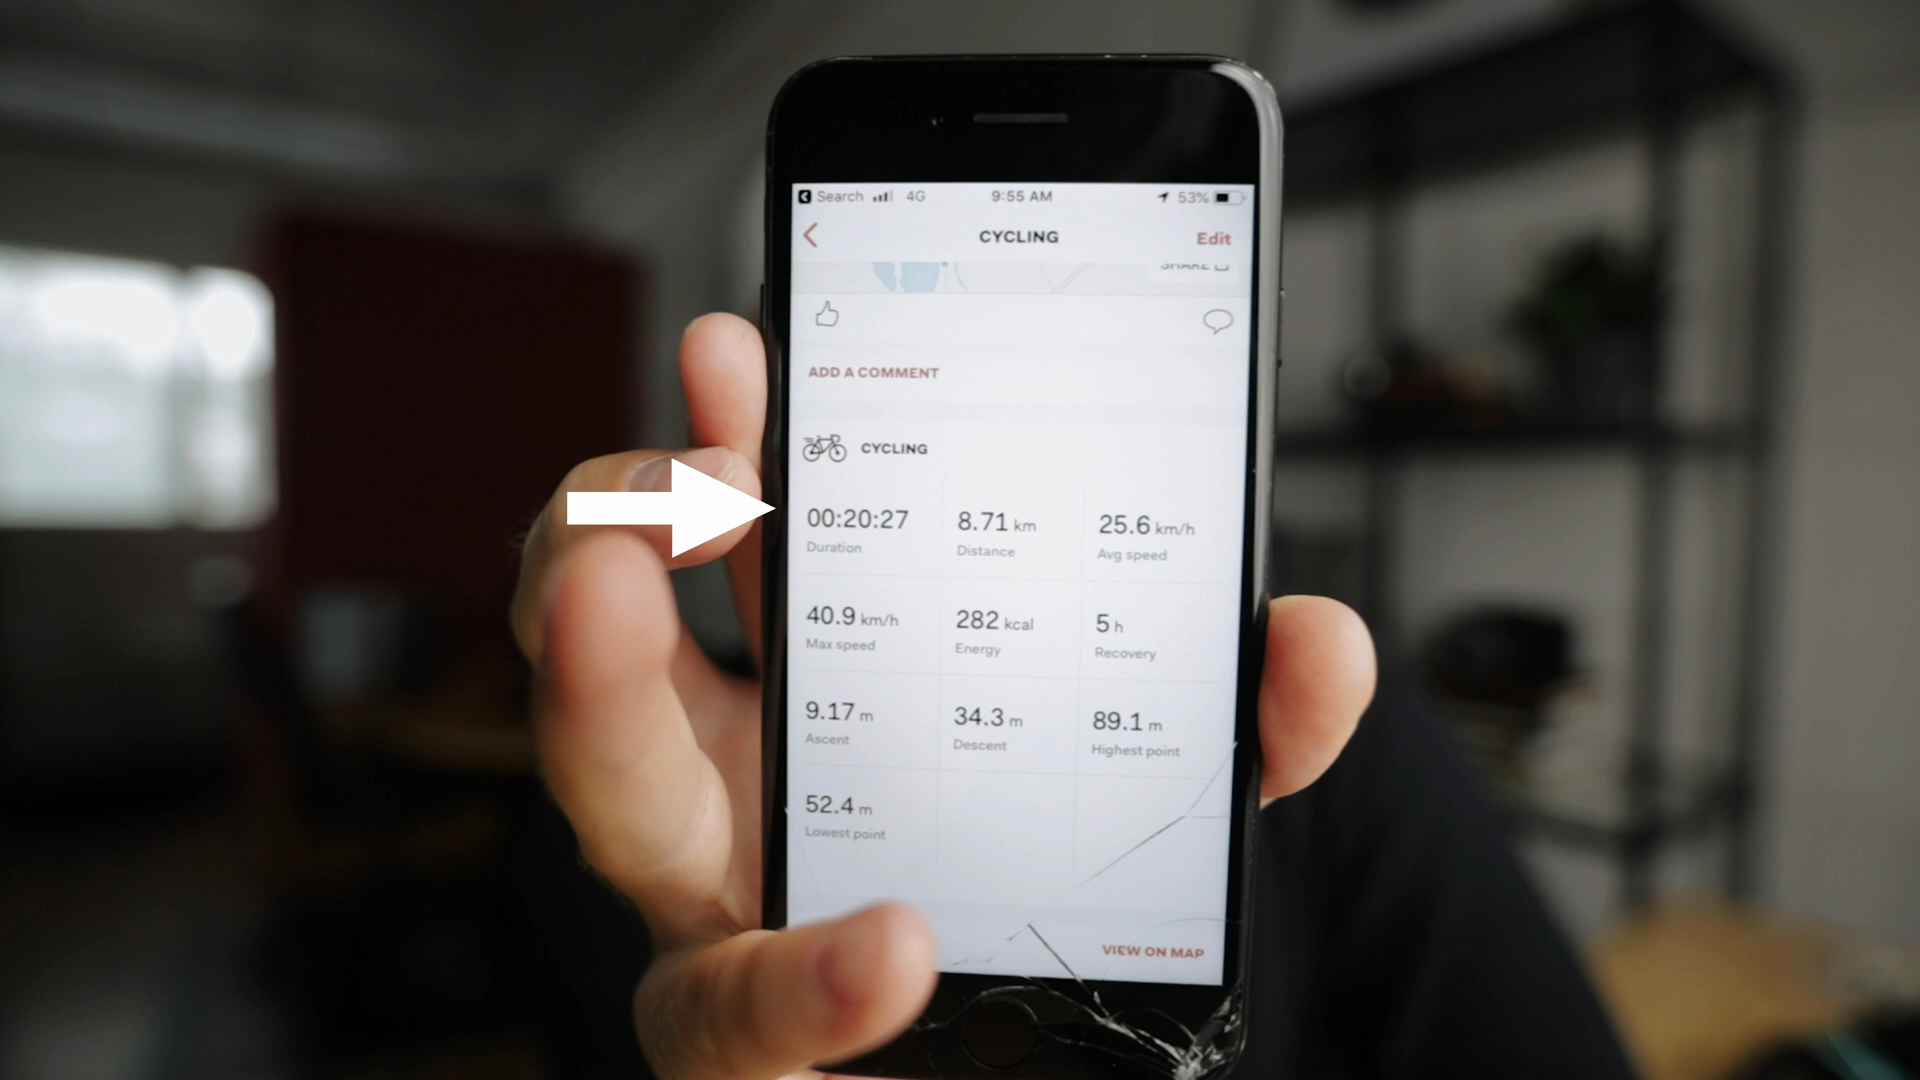 Search 4G 9:55 AM 53%
CYCLING Edit
SHARE
ADD A COMMENT
CYCLING
00:20:27 8.71 km 25.6 km/h
Duration Distance Avg speed
40.9 km/h 282 kcal 5 h
Max speed Energy Recovery
9.17 m 34.3 m 89.1 m
Ascent Descent Highest point
52.4 m
Lowest point
VIEW ON MAP